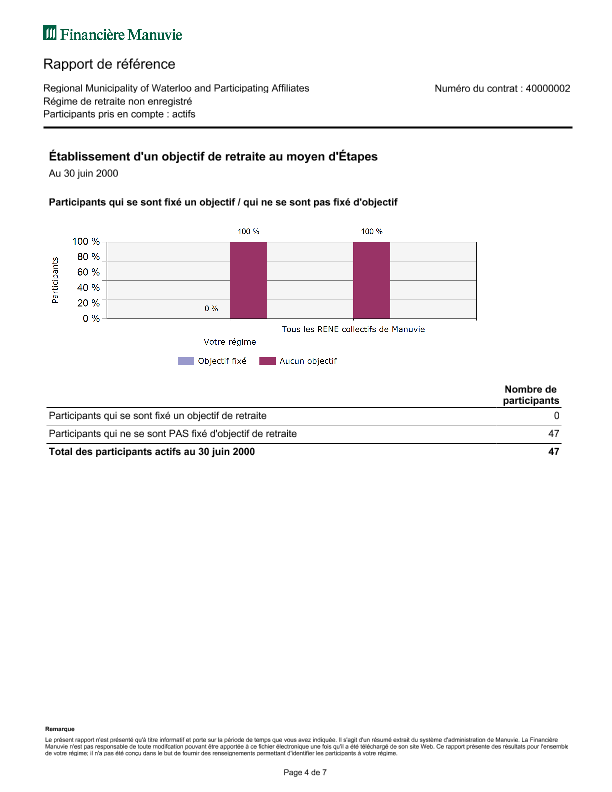 Financière Manuvie
Rapport de référence
Regional Municipality of Waterloo and Participating Affiliates Numéro du contrat : 40000002
Régime de retraite non enregistré
Participants pris en compte : actifs
Établissement d'un objectif de retraite au moyen d'Étapes
Au 30 juin 2000
Participants qui se sont fixé un objectif / qui ne se sont pas fixé d'objectif
100 % 100 %
100 %
80 %
60 %
40 %
20 %
0 %
0 %
Participants
Tous les RENE collectifs de Manuvie
Votre régime
Objectif fixé Aucun objectif
Nombre de
participants
Participants qui se sont fixé un objectif de retraite 0
Participants qui ne se sont PAS fixé d'objectif de retraite 47
Total des participants actifs au 30 juin 2000 47
Remarque
Le présent rapport n'est présenté qu'à titre informatif et porte sur la période de temps que vous avez indiquée. Il s'agit d'un résumé extrait du système d'administration de Manuvie. La Financière
Manuvie n'est pas responsable de toute modification pouvant être apportée à ce fichier électronique une fois qu'il a été téléchargé de son site Web. Ce rapport présente des résultats pour l'ensemble
de votre régime; il n'a pas été conçu dans le but de fournir des renseignements permettant d'identifier les participants à votre régime.
Page 4 de 7